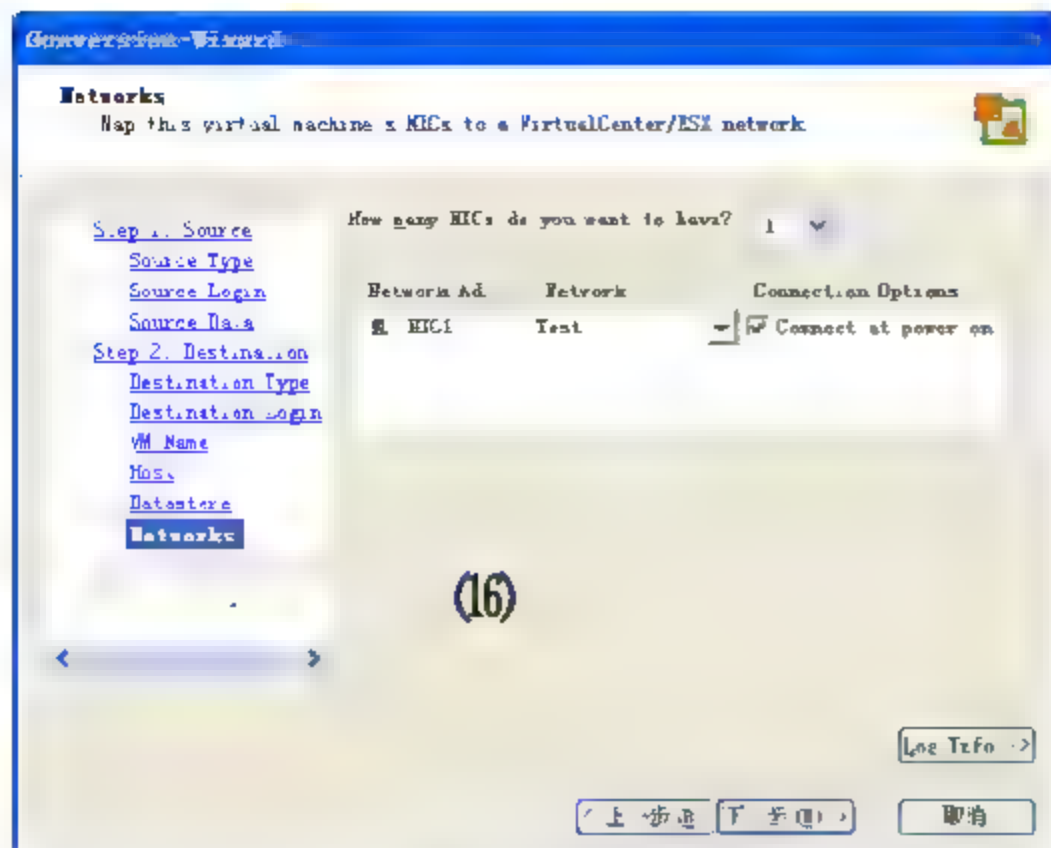 Conversion Wizard
Networks
Map this virtual machine's NICs to a VirtualCenter/ESX network
Step 1. Source
Source Type
Source Login
Source Data
Step 2. Destination
Destination Type
Destination Login
VM Name
Host
Datastore
Networks
How many NICs do you want to have? 1
Network Ad Network Connection Options
NIC1 Test Connect at power on
(16)
Log Info ->
< 上一步(B) 下一步(N) >
取消